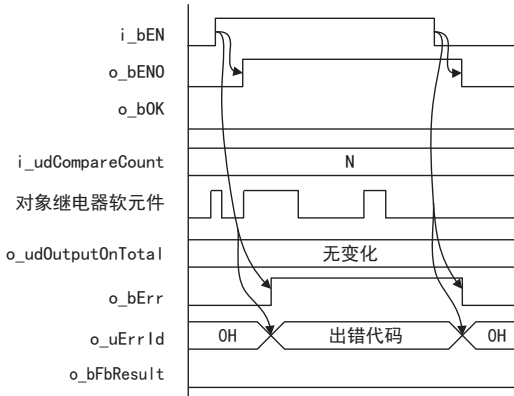 i_bEN
o_bENO
o_bOK
i_udCompareCount N
对象继电器软元件
o_udOutputOnTotal 无变化
o_bErr
o_uErrId 0H 出错代码 0H
o_bFbResult